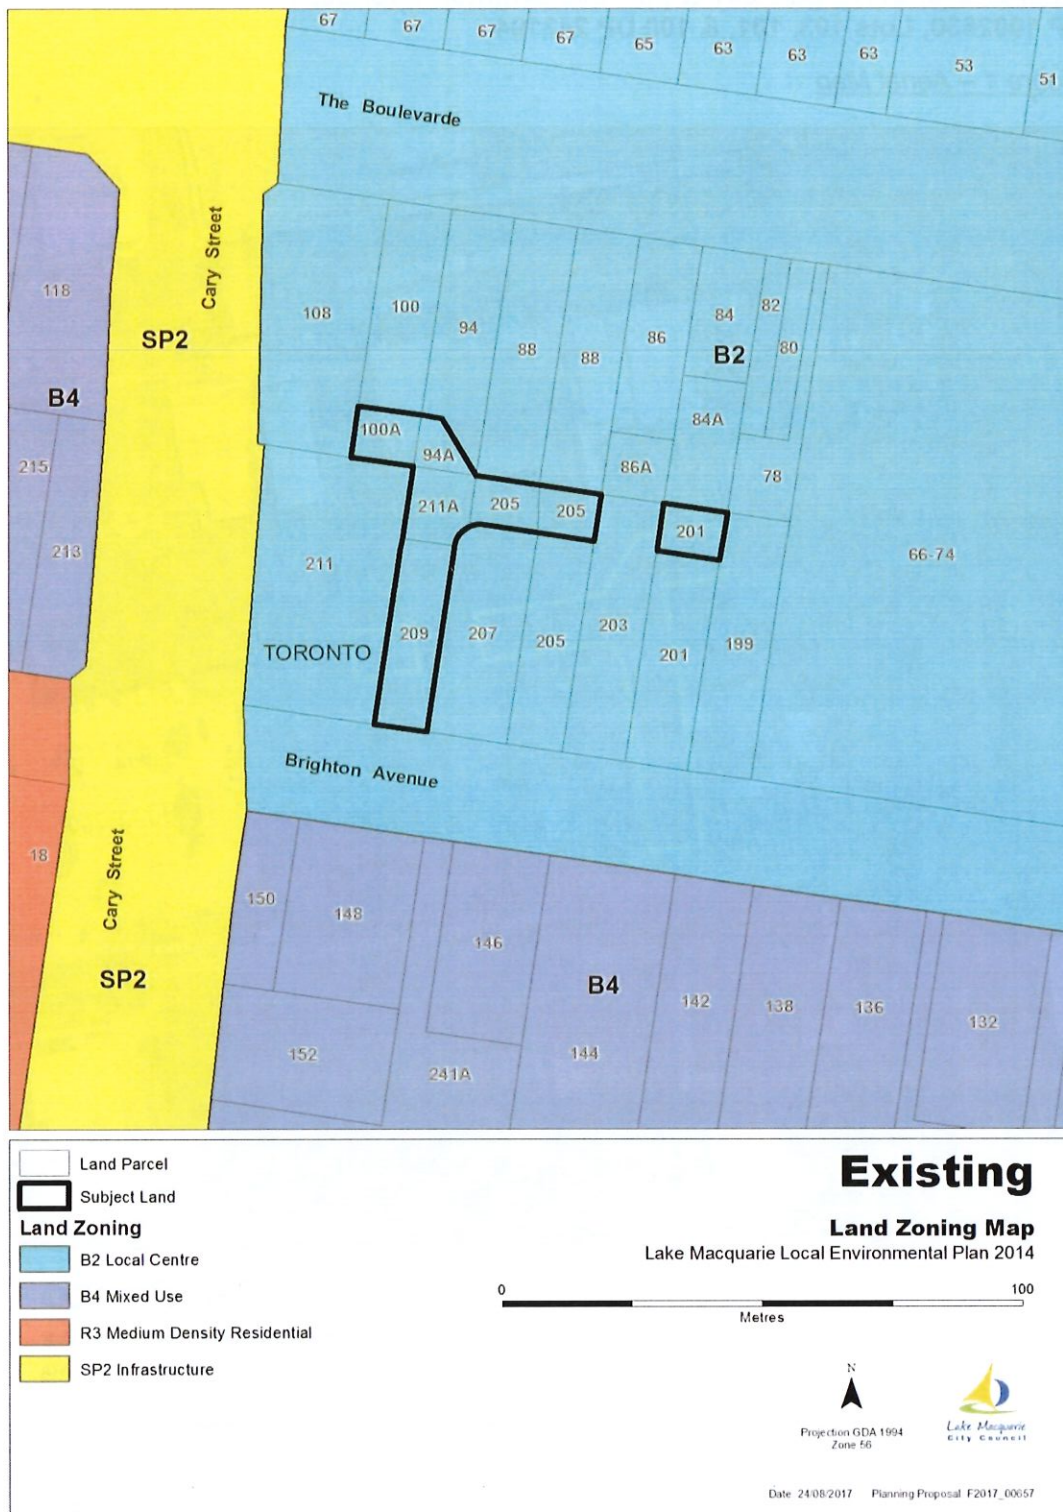 67 67 67 67 65 63 63 63 53 51
The Boulevarde
Cary Street
118
SP2
B4
108 100 94 88 88 86 84 82 80
B2
84A
100A
94A
86A
78
215
213
211A
205
205
201
66-74
211
209
207
205
203
201
199
TORONTO
Brighton Avenue
18
Cary Street
SP2
150
148
146
B4
142
138
136
132
152
241A
144
Land Parcel
Subject Land
Land Zoning
B2 Local Centre
B4 Mixed Use
R3 Medium Density Residential
SP2 Infrastructure
Existing
Land Zoning Map
Lake Macquarie Local Environmental Plan 2014
0 100
Metres
N
Projection GDA 1994
Zone 56
Lake Macquarie
City Council
Date: 24/08/2017 Planning Proposal F2017_00657